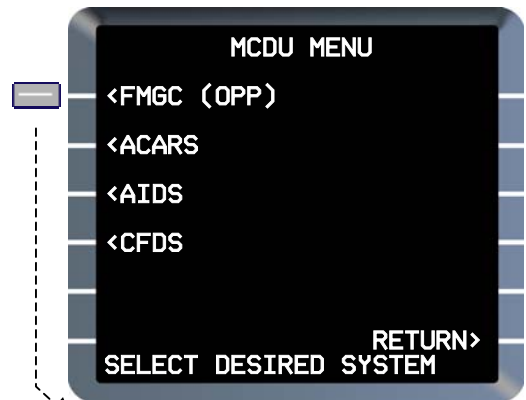 MCDU MENU
<FMGC (OPP)
<ACARS
<AIDS
<CFDS
RETURN>
SELECT DESIRED SYSTEM